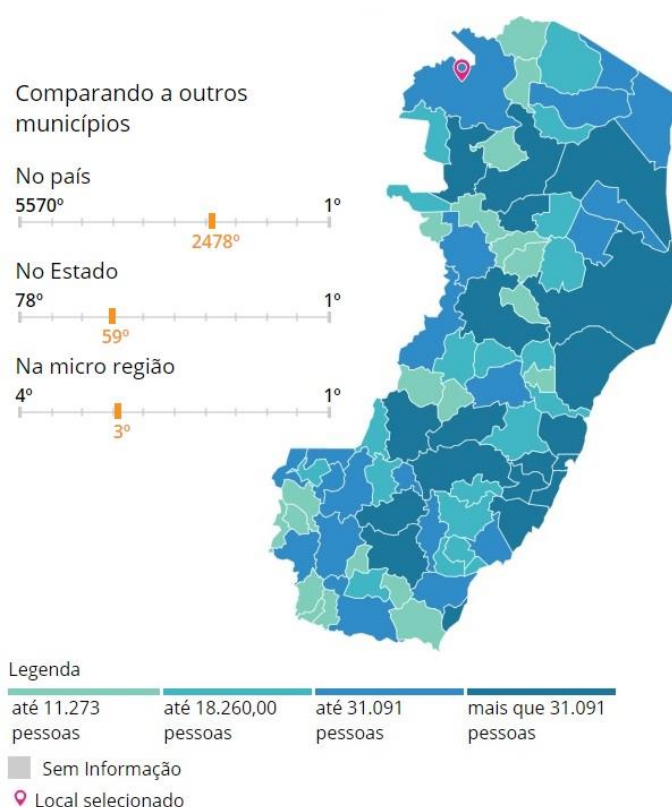 Comparando a outros
municípios
No país
5570º 1º
2478º
No Estado
78º 1º
59º
Na micro região
4º 1º
3º
Legenda
até 11.273
pessoas
até 18.260,00
pessoas
até 31.091
pessoas
mais que 31.091
pessoas
Sem Informação
Local selecionado